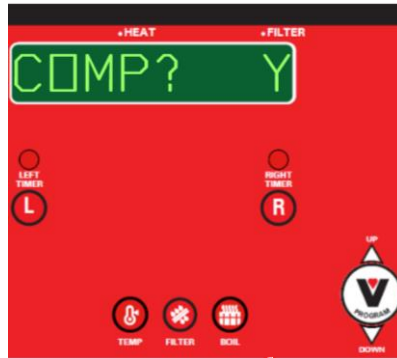 •HEAT •FILTER
COMP? Y
LEFT TIMER
RIGHT TIMER
L
R
UP
V
PROGRAM
DOWN
TEMP FILTER BOIL